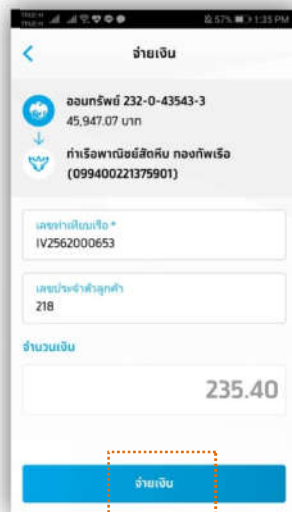 57% 1:35 PM
จ่ายเงิน
ออมทรัพย์ 232-0-43543-3
45,947.07 บาท
ท่าเรือพาณิชย์สัตหีบ กองทัพเรือ
(099400221375901)
เลขท่าเทียบเรือ *
IV2562000653
เลขประจำตัวลูกค้า
218
จำนวนเงิน
235.40
จ่ายเงิน